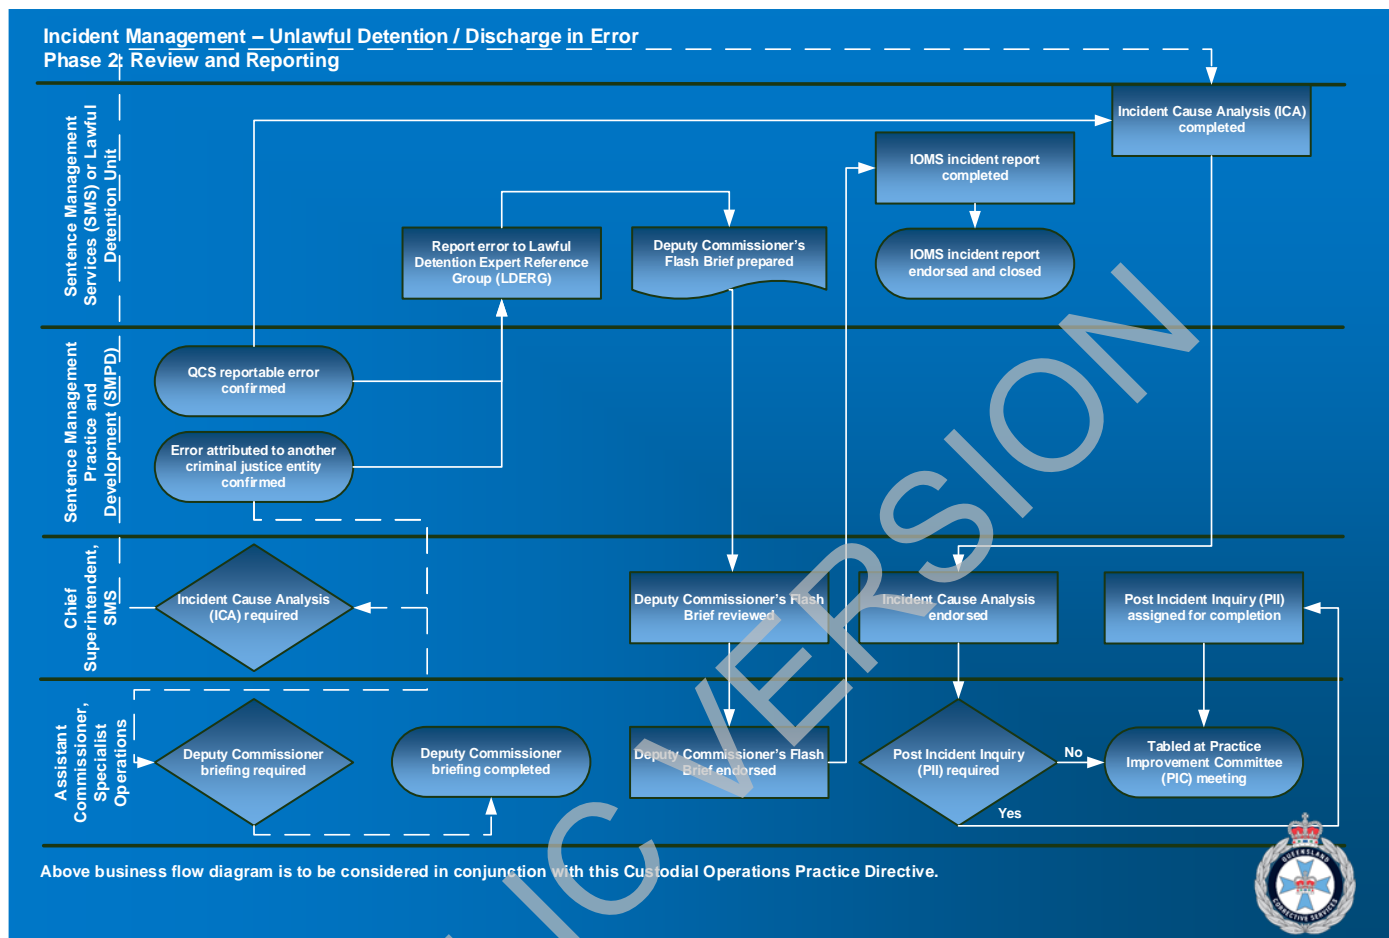 Incident Management – Unlawful Detention / Discharge in Error
Phase 2: Review and Reporting
Sentence Management
Services (SMS) or Lawful
Detention Unit
Incident Cause Analysis (ICA)
completed
IOMS incident report
completed
Report error to Lawful
Detention Expert Reference
Group (LDERG)
Deputy Commissioner's
Flash Brief prepared
IOMS incident report
endorsed and closed
Sentence Management
Practice and
Development (SMPD)
QCS reportable error
confirmed
Error attributed to another
criminal justice entity
confirmed
Chief
Superintendent,
SMS
Incident Cause Analysis
(ICA) required
Deputy Commissioner's Flash
Brief reviewed
Incident Cause Analysis
endorsed
Post Incident Inquiry (PII)
assigned for completion
Assistant
Commissioner,
Specialist
Operations
Deputy Commissioner
briefing required
Deputy Commissioner
briefing completed
Deputy Commissioner's Flash
Brief endorsed
Post Incident Inquiry
(PII) required
No
Yes
Tabled at Practice
Improvement Committee
(PIC) meeting
Above business flow diagram is to be considered in conjunction with this Custodial Operations Practice Directive.
IC VERSION
QUEENSLAND
CORRECTIVE SERVICES